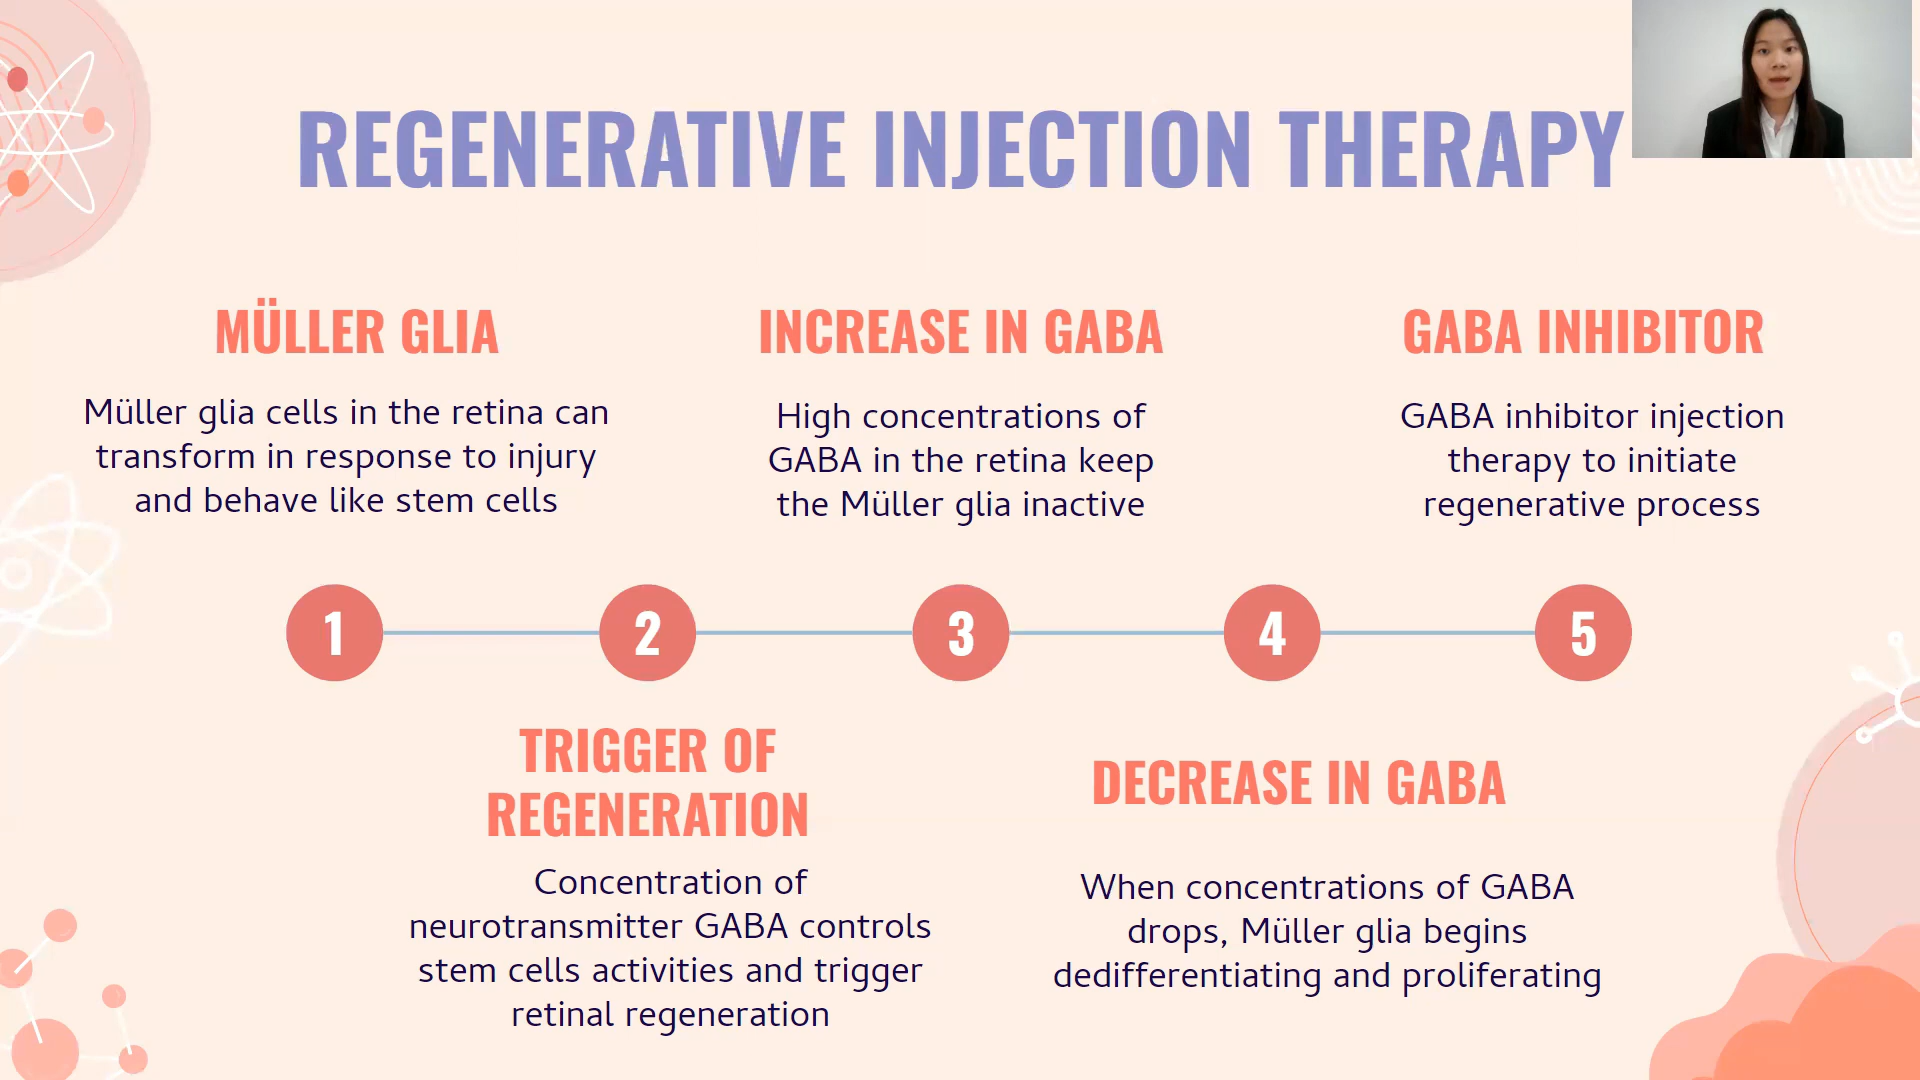 REGENERATIVE INJECTION THERAPY
MÜLLER GLIA
Müller glia cells in the retina can
transform in response to injury
and behave like stem cells
INCREASE IN GABA
High concentrations of
GABA in the retina keep
the Müller glia inactive
GABA INHIBITOR
GABA inhibitor injection
therapy to initiate
regenerative process
1
2
3
4
5
TRIGGER OF
REGENERATION
Concentration of
neurotransmitter GABA controls
stem cells activities and trigger
retinal regeneration
DECREASE IN GABA
When concentrations of GABA
drops, Müller glia begins
dedifferentiating and proliferating